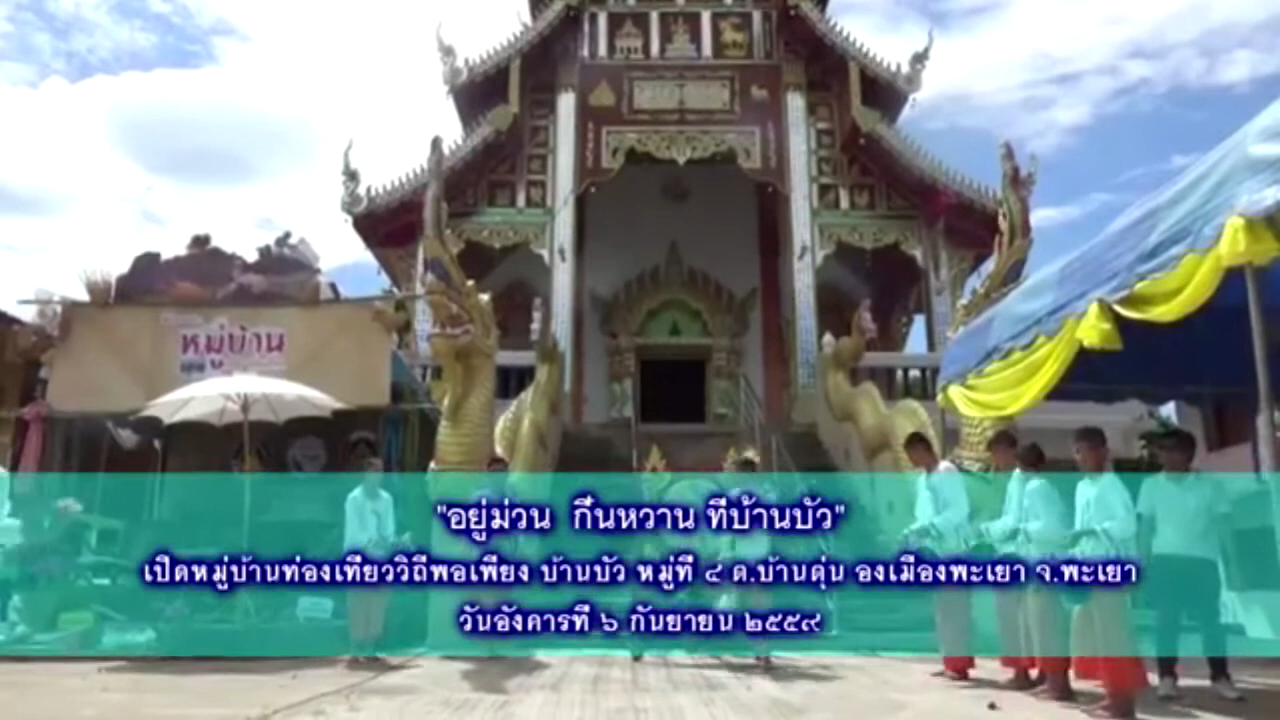 หมู่บ้าน
"อยู่ม่วน กึ๋นหวาน ที่บ้านบัว"
เปิดหมู่บ้านท่องเที่ยววิถีพอเพียง บ้านบัว หมู่ที่ ๔ ต.บ้านตุ่น องเมืองพะเยา จ.พะเยา
วันอังคารที่ ๖ กันยายน ๒๕๕๙